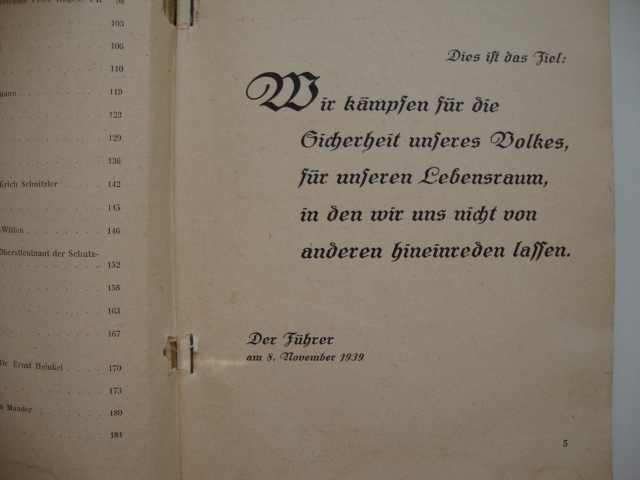 98
103
106
110
mann 119
123
129
136
Erich Schnitzler 142
145
-Witten 146
Oberstleutnant der Schutz-
152
158
163
167
Dr. Ernst Heinkel 170
173
n Mauder 180
181
Dies ist das Ziel:
Wir kämpfen für die
Sicherheit unseres Volkes,
für unseren Lebensraum,
in den wir uns nicht von
anderen hineinreden lassen.
Der Führer
am 8. November 1939
5